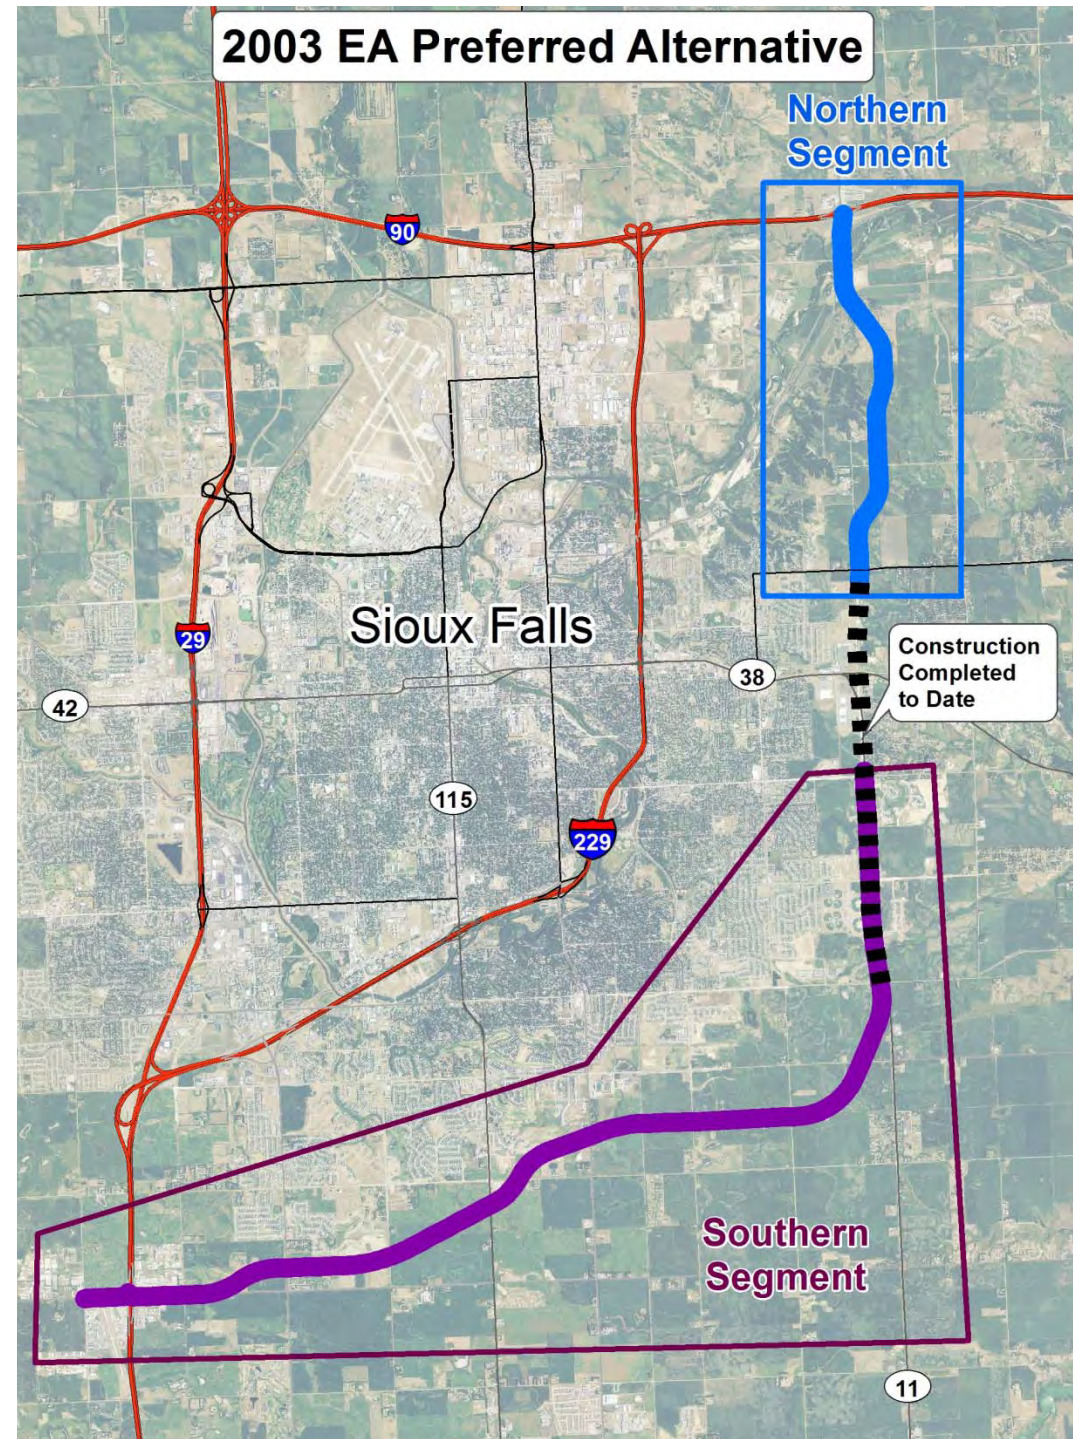 2003 EA Preferred Alternative
Northern
Segment
90
Sioux Falls
29
Construction
Completed
to Date
38
42
115
229
Southern
Segment
11